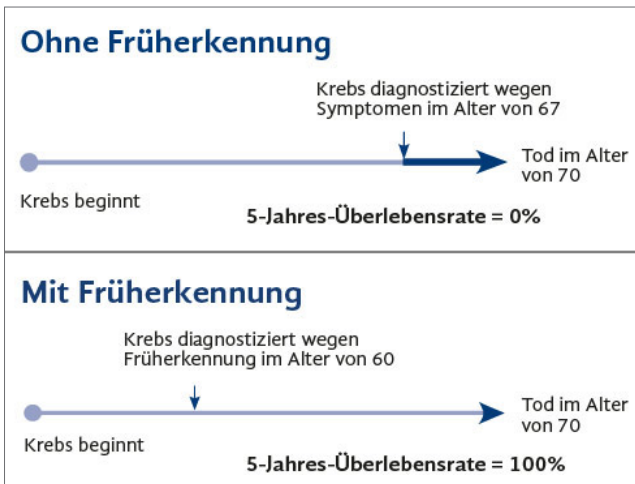 Ohne Früherkennung
Krebs diagnostiziert wegen
Symptomen im Alter von 67
Tod im Alter
von 70
Krebs beginnt
5-Jahres-Überlebensrate = 0%
Mit Früherkennung
Krebs diagnostiziert wegen
Früherkennung im Alter von 60
Tod im Alter
von 70
Krebs beginnt
5-Jahres-Überlebensrate = 100%